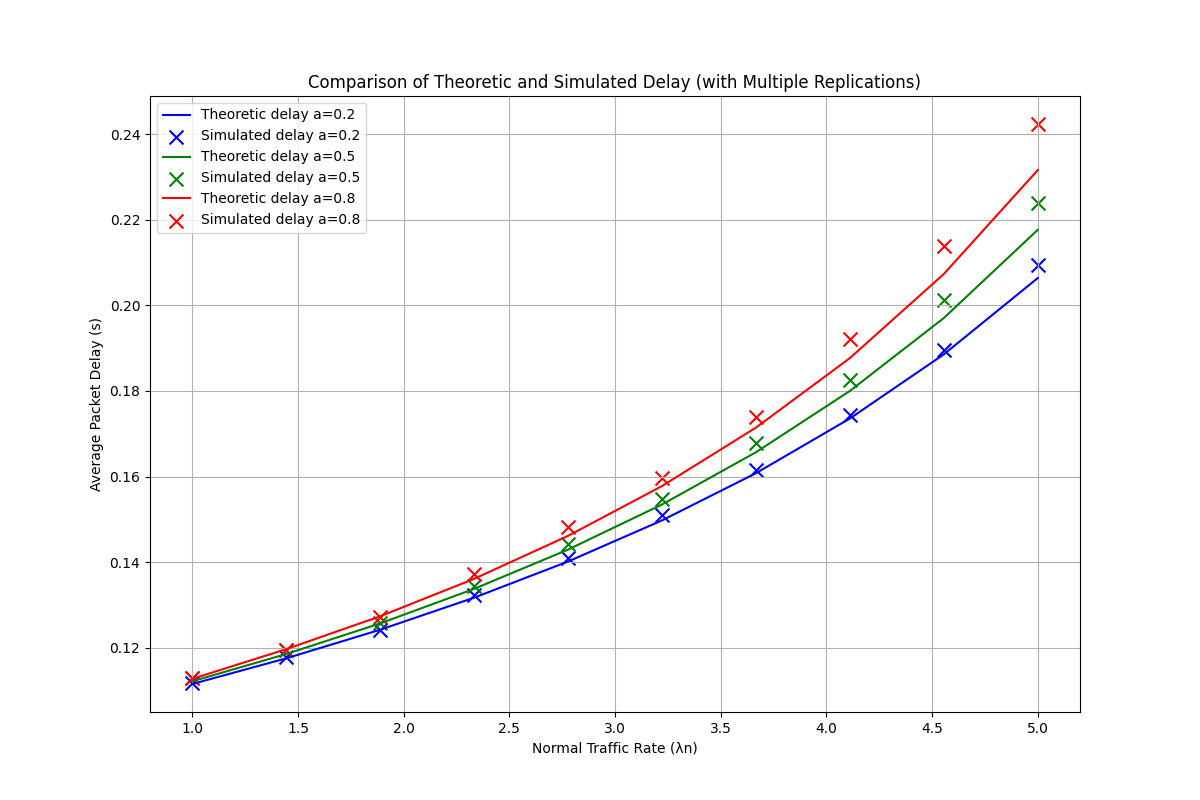 Comparison of Theoretic and Simulated Delay (with Multiple Replications)
Theoretic delay a=0.2
Simulated delay a=0.2
Theoretic delay a=0.5
Simulated delay a=0.5
Theoretic delay a=0.8
Simulated delay a=0.8
Average Packet Delay (s)
0.24
0.22
0.20
0.18
0.16
0.14
0.12
1.0 1.5 2.0 2.5 3.0 3.5 4.0 4.5 5.0
Normal Traffic Rate (λn)